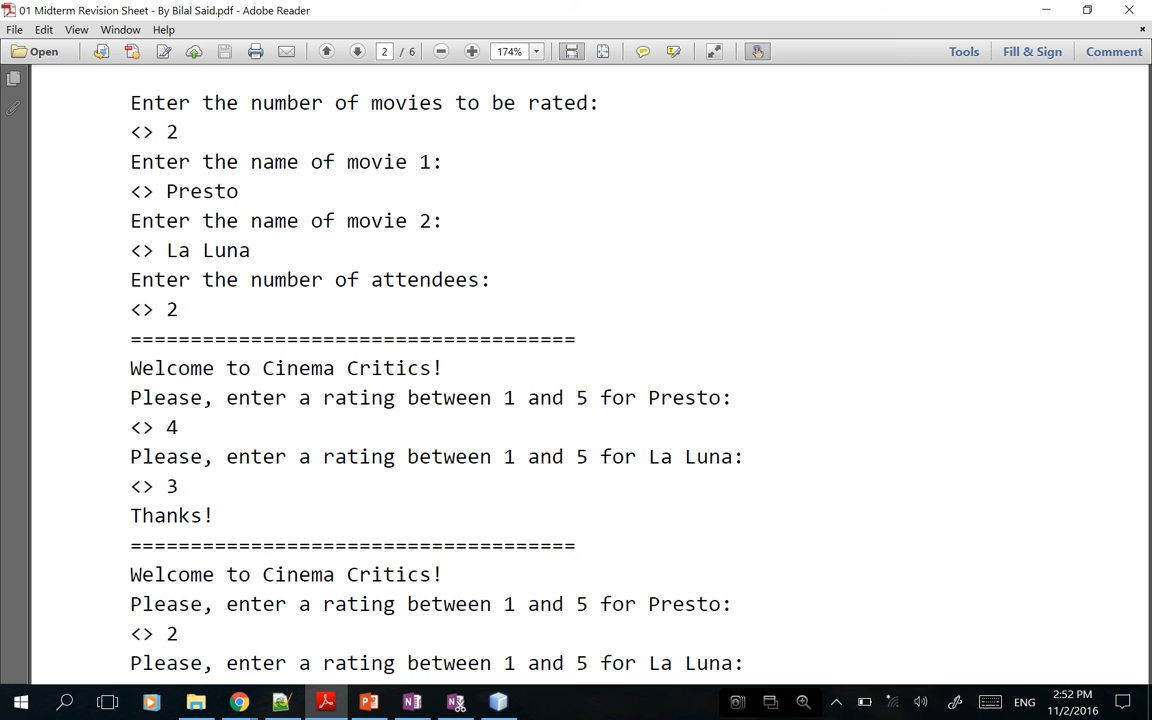 01 Midterm Revision Sheet - By Bilal Said.pdf - Adobe Reader
File Edit View Window Help
Open 2 / 6 174% Tools Fill & Sign Comment
Enter the number of movies to be rated:
<> 2
Enter the name of movie 1:
<> Presto
Enter the name of movie 2:
<> La Luna
Enter the number of attendees:
<> 2
=====================================
Welcome to Cinema Critics!
Please, enter a rating between 1 and 5 for Presto:
<> 4
Please, enter a rating between 1 and 5 for La Luna:
<> 3
Thanks!
=====================================
Welcome to Cinema Critics!
Please, enter a rating between 1 and 5 for Presto:
<> 2
Please, enter a rating between 1 and 5 for La Luna:
ENG
2:52 PM
11/2/2016